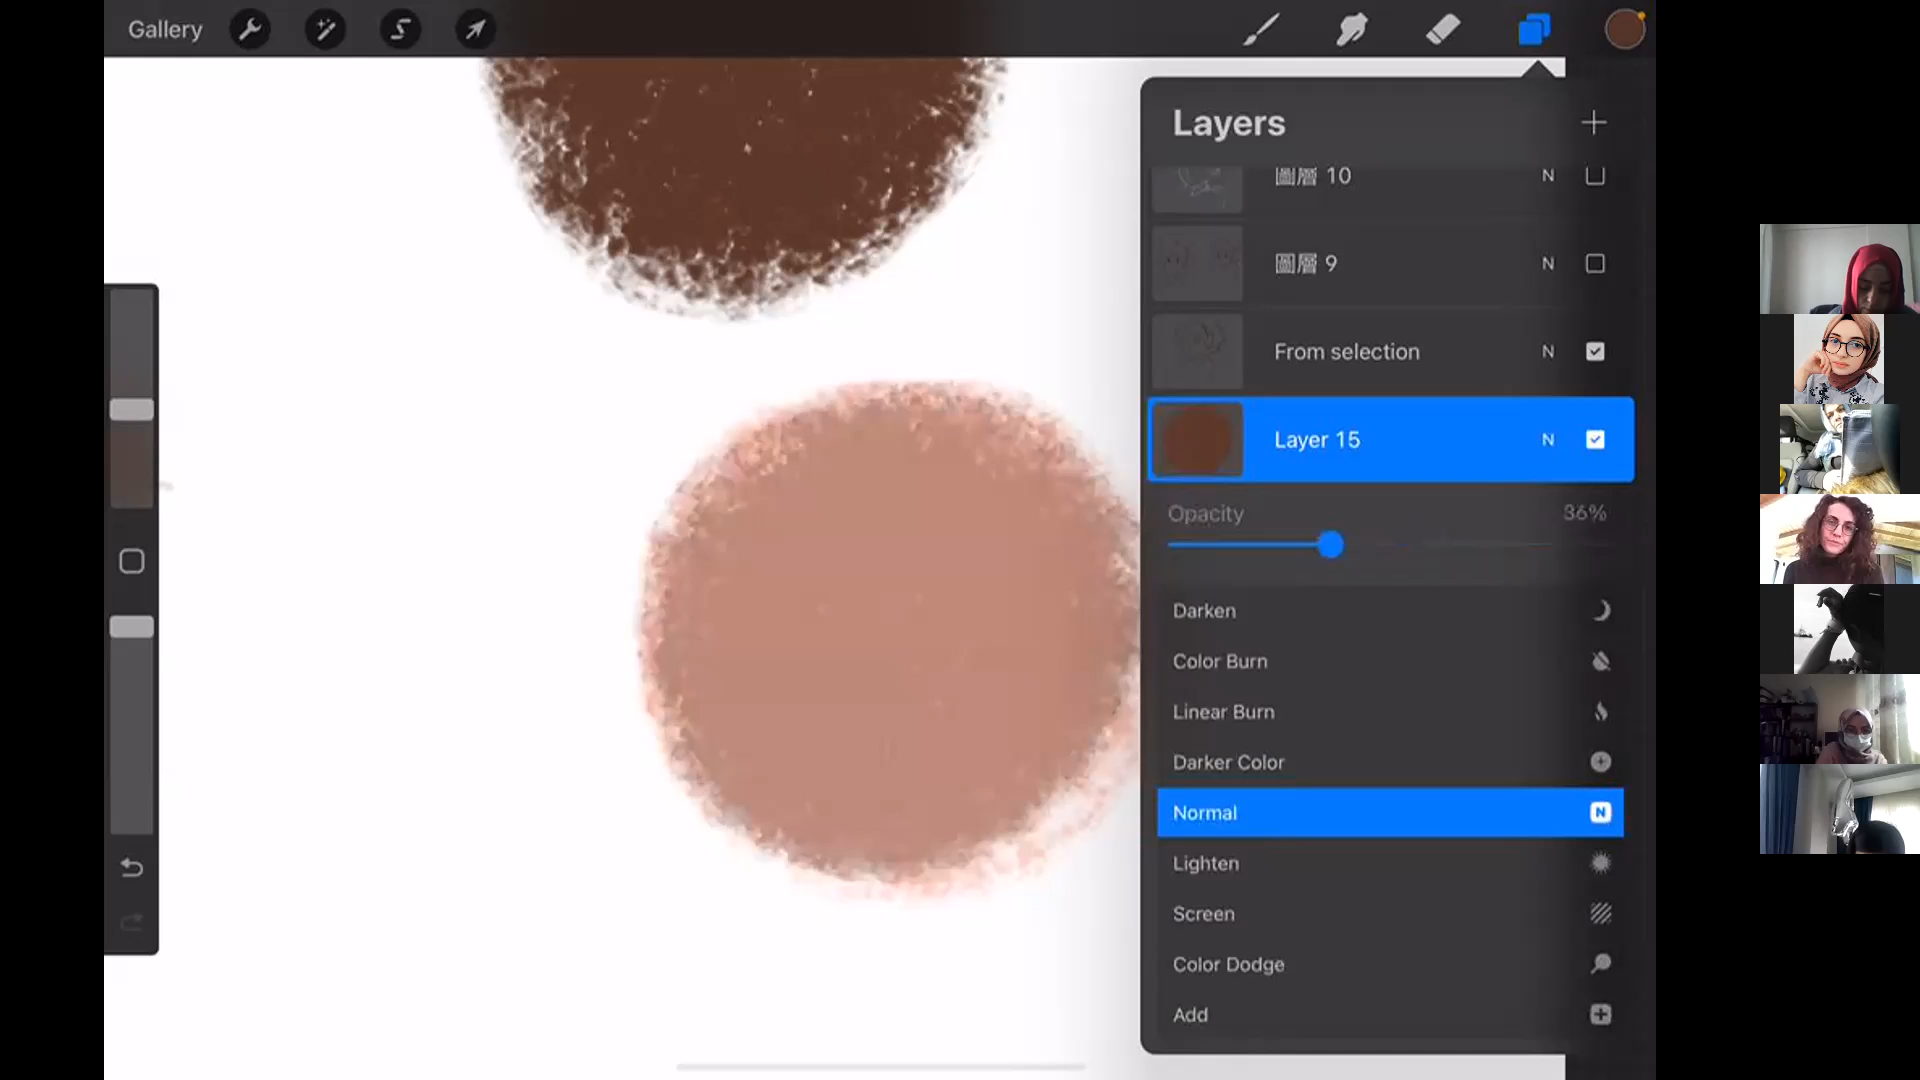 Gallery
Layers
圖層 10
N
圖層 9
N
From selection
N
Layer 15
N
Opacity
36%
Darken
Color Burn
Linear Burn
Darker Color
Normal
N
Lighten
Screen
Color Dodge
Add